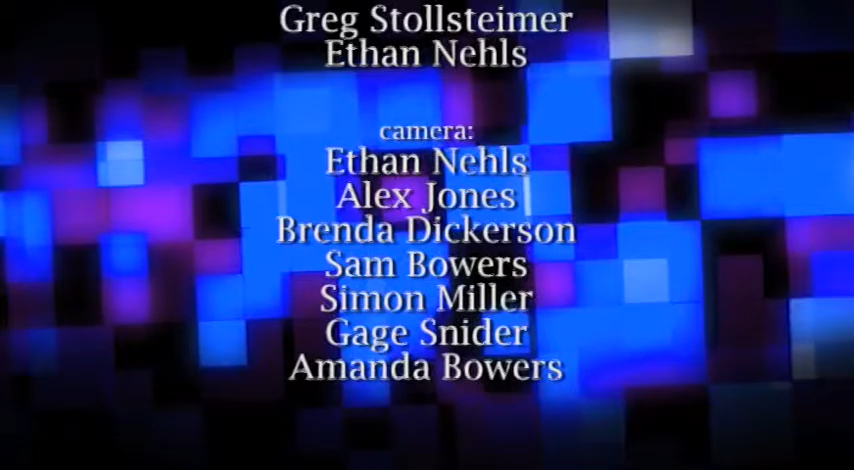 Greg Stollsteimer
Ethan Nehls
camera:
Ethan Nehls
Alex Jones
Brenda Dickerson
Sam Bowers
Simon Miller
Gage Snider
Amanda Bowers